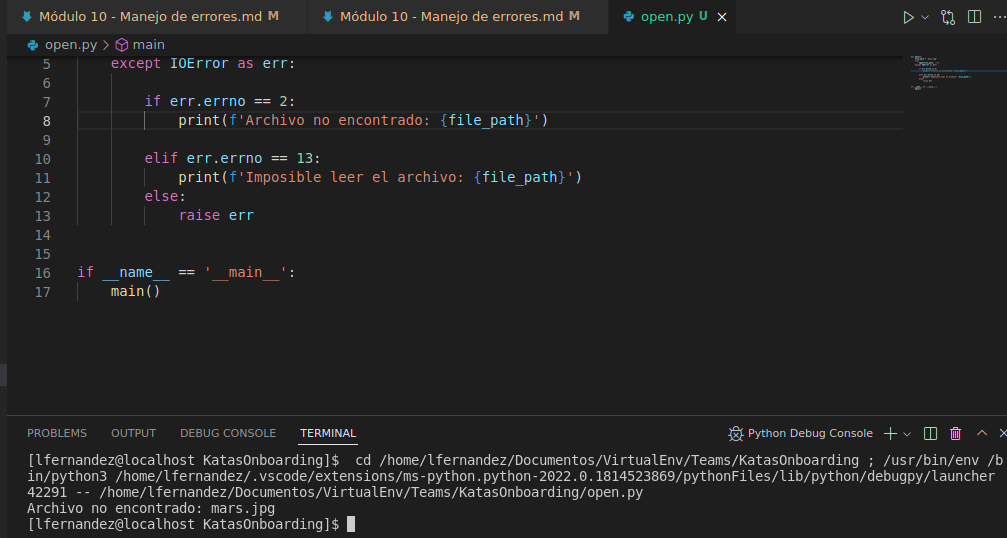 Módulo 10 - Manejo de errores.md M
Módulo 10 - Manejo de errores.md M
open.py U
open.py > main
5 except IOError as err:
6
7 if err.errno == 2:
8 print(f'Archivo no encontrado: {file_path}')
9
10 elif err.errno == 13:
11 print(f'Imposible leer el archivo: {file_path}')
12 else:
13 raise err
14
15
16 if __name__ == '__main__':
17 main()
PROBLEMS OUTPUT DEBUG CONSOLE TERMINAL Python Debug Console
[lfernandez@localhost KatasOnboarding]$ cd /home/lfernandez/Documentos/VirtualEnv/Teams/KatasOnboarding ; /usr/bin/env /b
in/python3 /home/lfernandez/.vscode/extensions/ms-python.python-2022.0.1814523869/pythonFiles/lib/python/debugpy/launcher
42291 -- /home/lfernandez/Documentos/VirtualEnv/Teams/KatasOnboarding/open.py
Archivo no encontrado: mars.jpg
[lfernandez@localhost KatasOnboarding]$